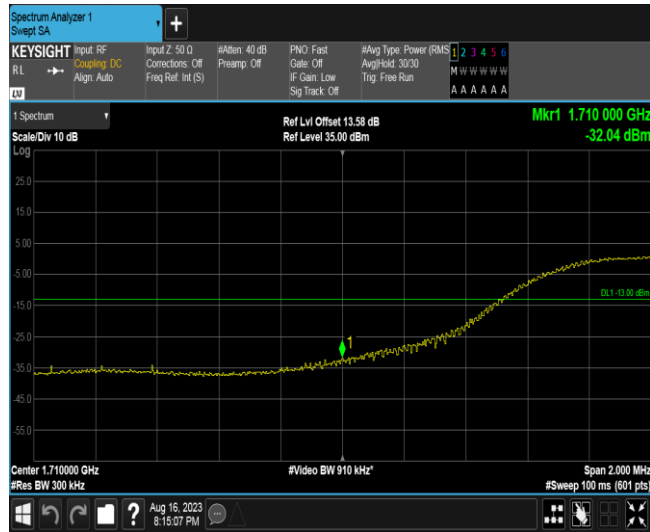 Spectrum Analyzer 1
Swept SA
KEYSIGHT
RL
LXI
Input: RF
Coupling: DC
Align: Auto
Input Z: 50 Ω
Corrections: Off
Freq Ref: Int (S)
#Atten: 40 dB
Preamp: Off
PNO: Fast
Gate: Off
IF Gain: Low
Sig Track: Off
#Avg Type: Power (RMS
Avg|Hold: 30/30
Trig: Free Run
1 2 3 4 5 6
M W W W W W
A A A A A A
1 Spectrum
Scale/Div 10 dB
Log
Ref Lvl Offset 13.58 dB
Ref Level 35.00 dBm
Mkr1 1.710 000 GHz
-32.04 dBm
25.0
15.0
5.00
-5.00
DL1 -13.00 dBm
-15.0
-25.0
1
-35.0
-45.0
-55.0
Center 1.710000 GHz
#Video BW 910 kHz*
Span 2.000 MHz
#Res BW 300 kHz
#Sweep 100 ms (601 pts)
?
Aug 16, 2023
8:15:07 PM